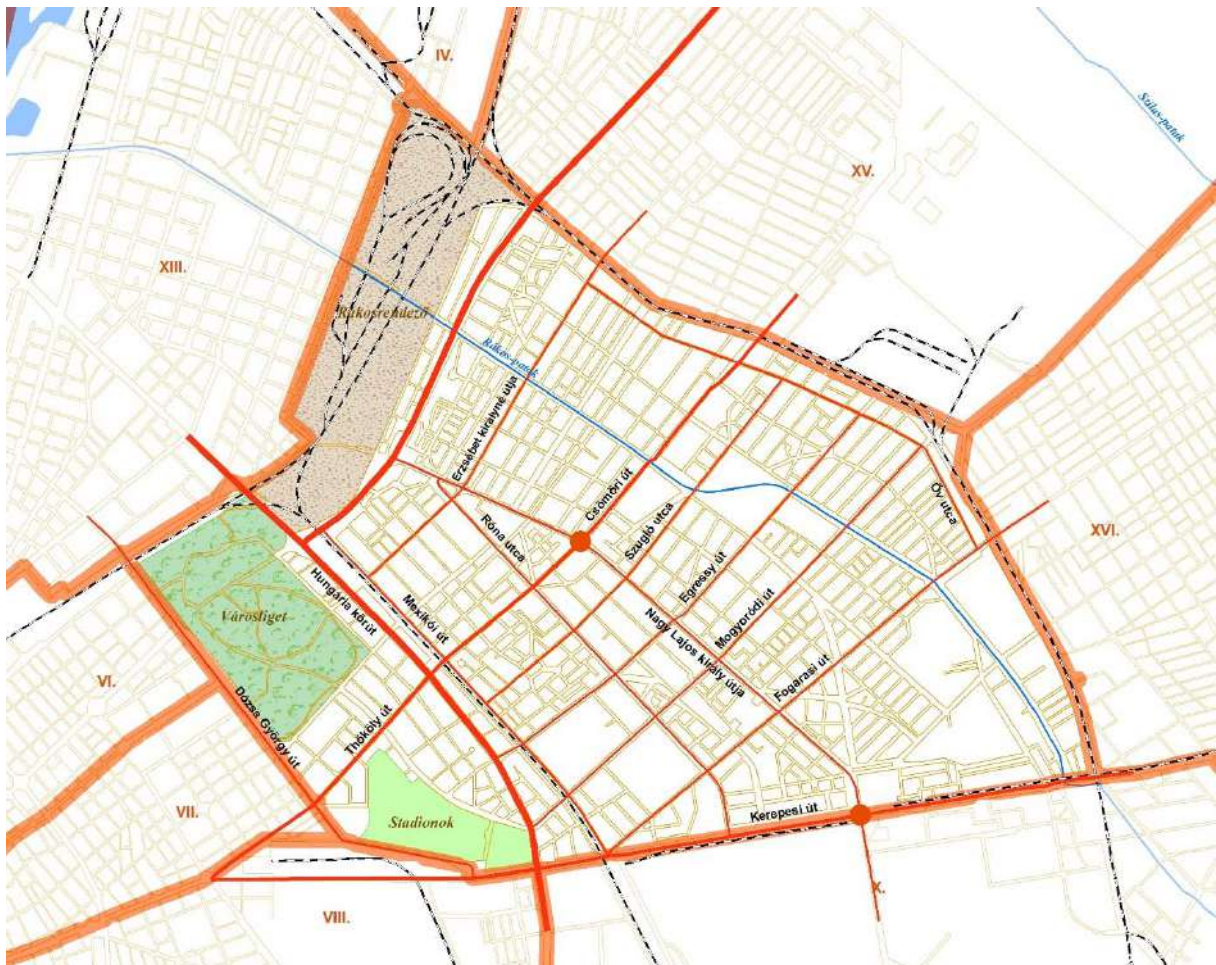 IV.
Szilas-patak
XV.
XIII.
Rákosrendező
Rákos-patak
Erzsébet királyné útja
Csömöri út
Őv utca
Róna utca
Szugló utca
XVI.
Egressy út
Hungária körút
Mexikói út
Mogyoródi út
Városliget
Nagy Lajos király útja
Fogarasi út
VI.
Dózsa György út
Thököly út
VII.
Stadionok
Kerepesi út
X.
VIII.